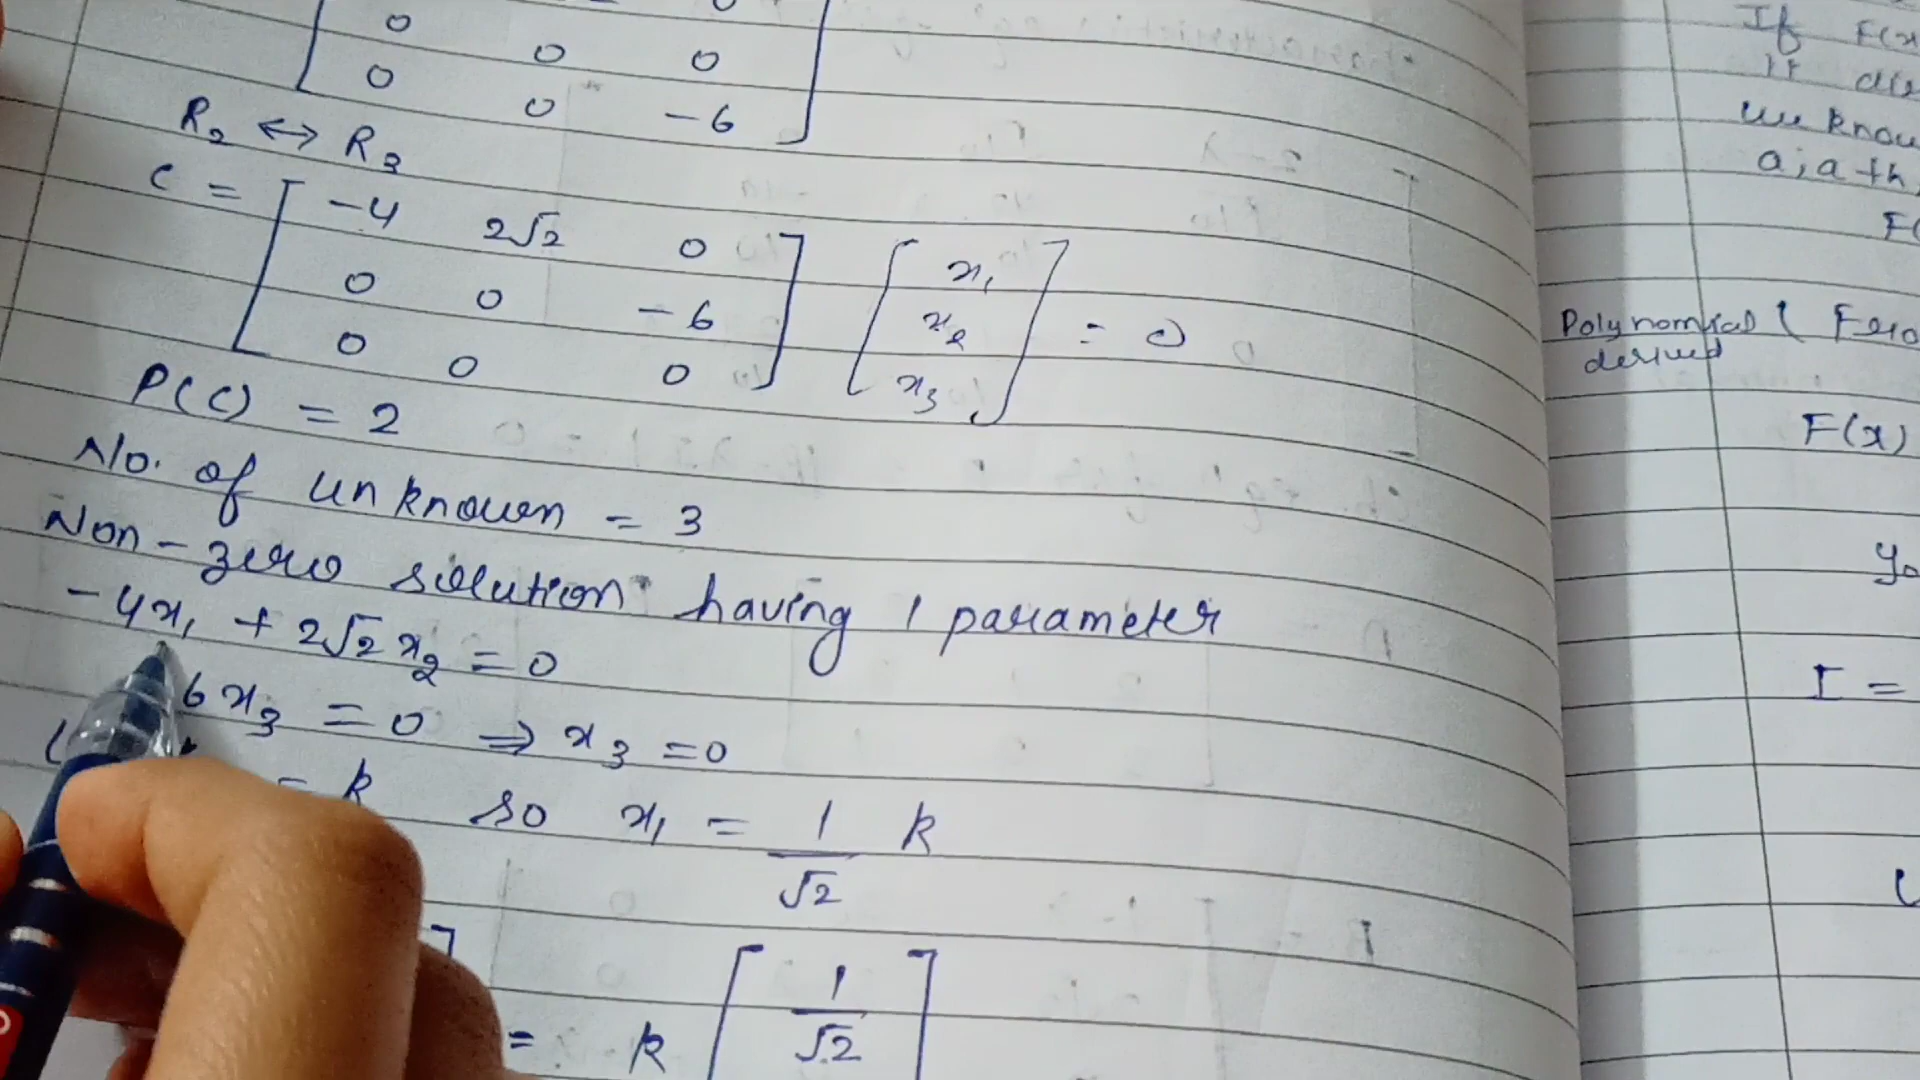 0 0 0
0 0 -6
R2 ↔ R3
C = [ -4 2√2 0 ] [ x1 ]
[ 0 0 -6 ] [ x2 ] = 0
[ 0 0 0 ] [ x3 ]
P(C) = 2
No. of unknown = 3
Non-zero solution having 1 parameter
-4x1 + 2√2 x2 = 0
6x3 = 0 ⇒ x3 = 0
= k so x1 = 1/√2 k
= k [ 1/√2 ]
If F(x
it
we know
a, a+h,
F(
Polynomial (
derived
F(x)
y0
I =